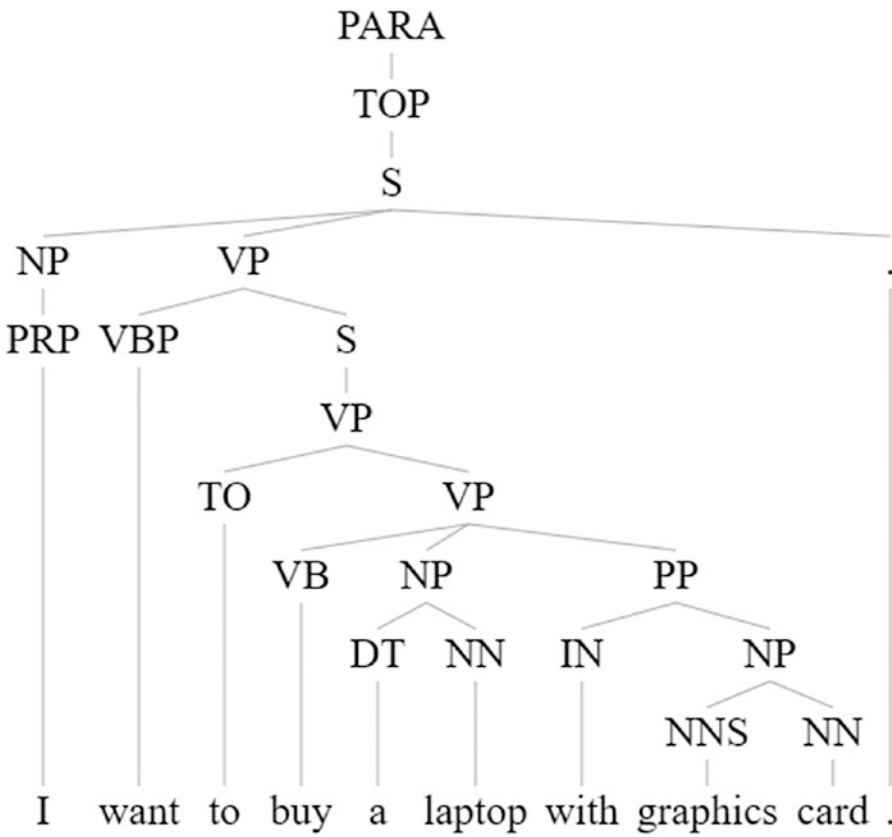 PARA
TOP
S
NP VP .
PRP VBP S
VP
TO VP
VB NP PP
DT NN IN NP
NNS NN
I want to buy a laptop with graphics card .